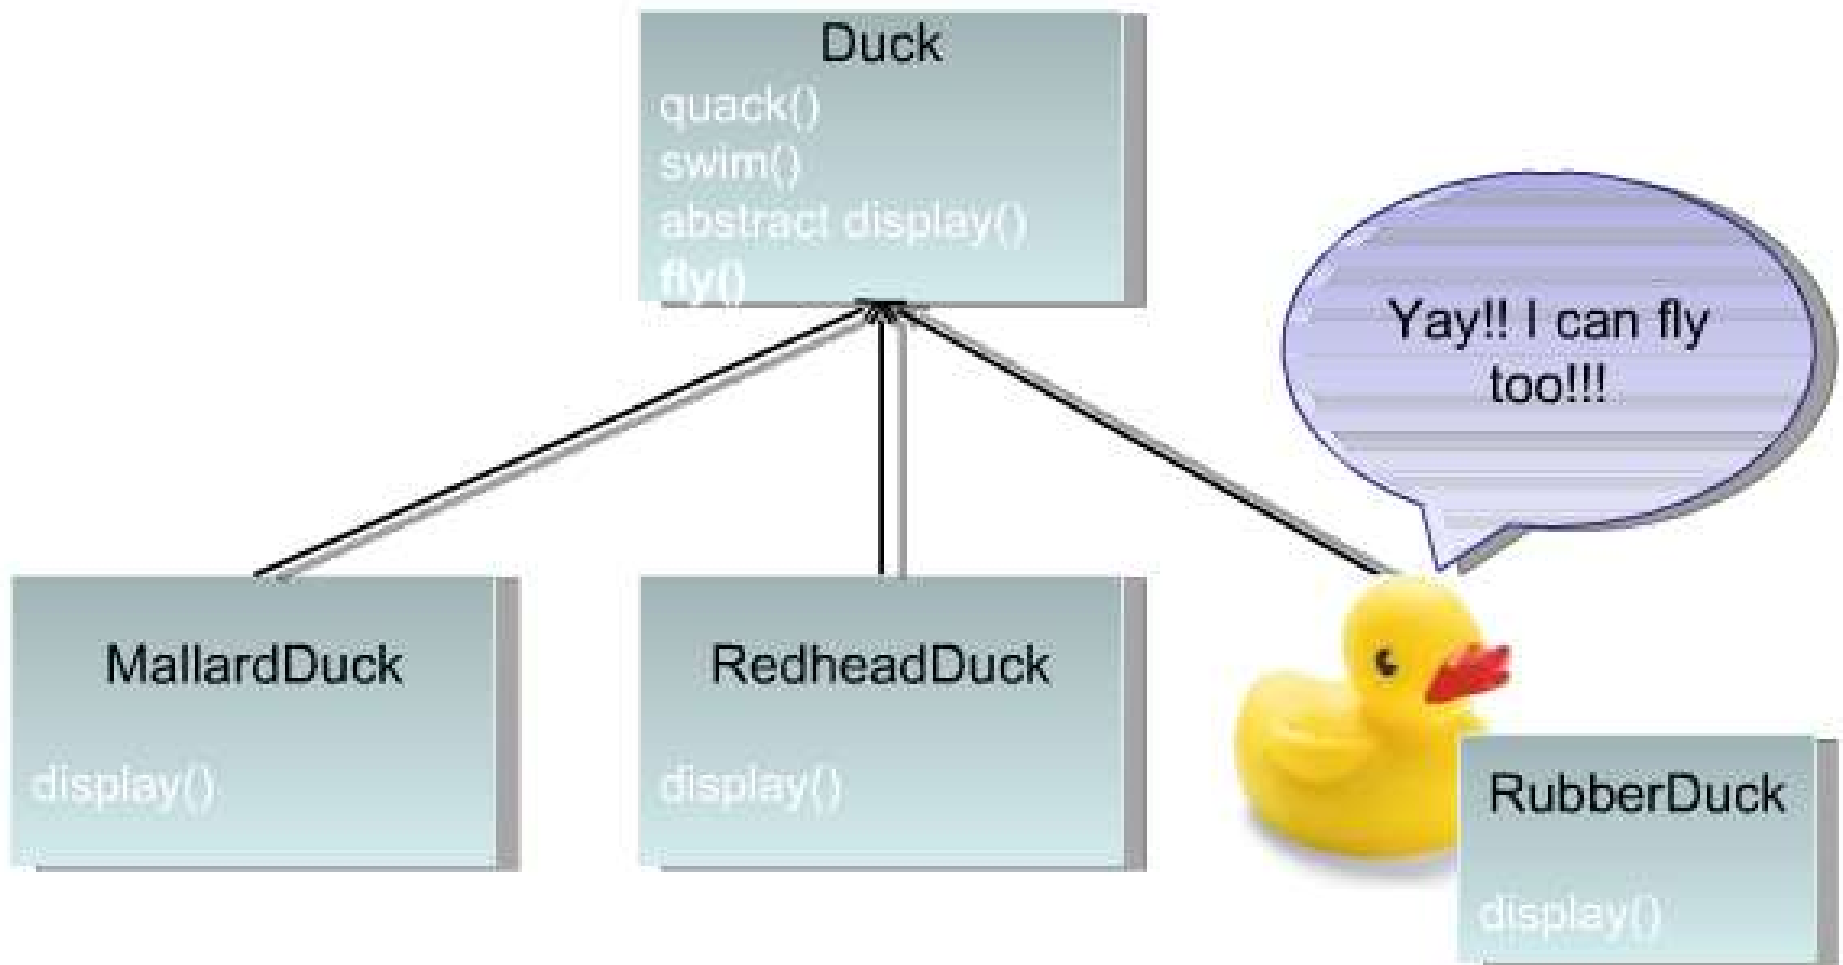 Duck
quack()
swim()
abstract display()
fly()
Yay!! I can fly
too!!!
MallardDuck
display()
RedheadDuck
display()
RubberDuck
display()